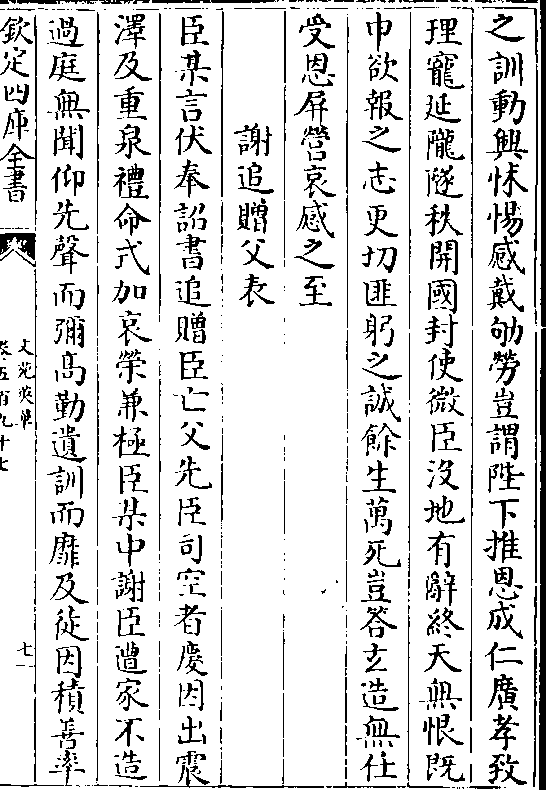 之訓動興怵惕感戴劬勞豈謂陛下推恩成仁廣孝致
理寵延隴隧秩開國封使微臣沒地有辭終天無恨既
申欲報之志更切匪躬之誠餘生萬死豈答玄造無任
受恩屏營哀感之至
謝追贈父表
臣某言伏奉詔書追贈臣亡父先臣司空者慶因出震
澤及重泉禮命式加哀榮兼極臣某中謝臣遭家不造
過庭無聞仰先聲而彌高勤遺訓而靡及徒因積善率
欽定四庫全書
文苑英華
卷五百九十七
七